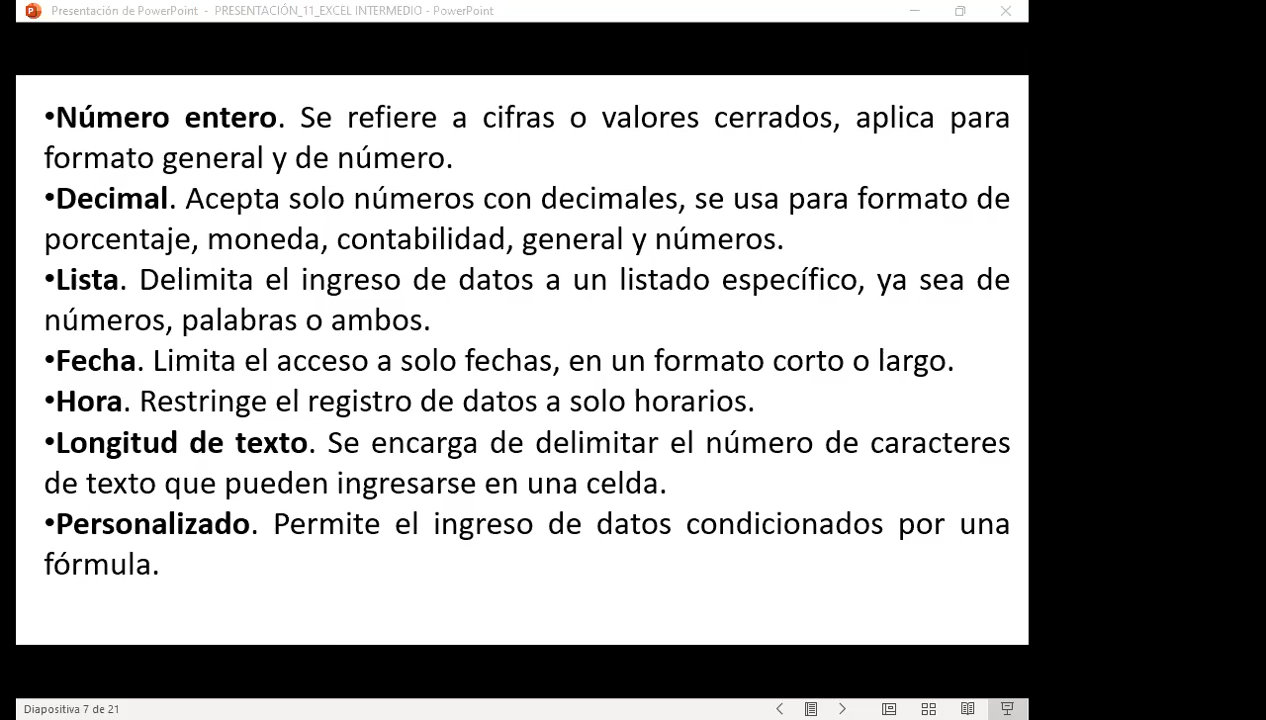 Presentación de PowerPoint - PRESENTACIÓN_11_EXCEL INTERMEDIO - PowerPoint
•Número entero. Se refiere a cifras o valores cerrados, aplica para
formato general y de número.
•Decimal. Acepta solo números con decimales, se usa para formato de
porcentaje, moneda, contabilidad, general y números.
•Lista. Delimita el ingreso de datos a un listado específico, ya sea de
números, palabras o ambos.
•Fecha. Limita el acceso a solo fechas, en un formato corto o largo.
•Hora. Restringe el registro de datos a solo horarios.
•Longitud de texto. Se encarga de delimitar el número de caracteres
de texto que pueden ingresarse en una celda.
•Personalizado. Permite el ingreso de datos condicionados por una
fórmula.
Diapositiva 7 de 21